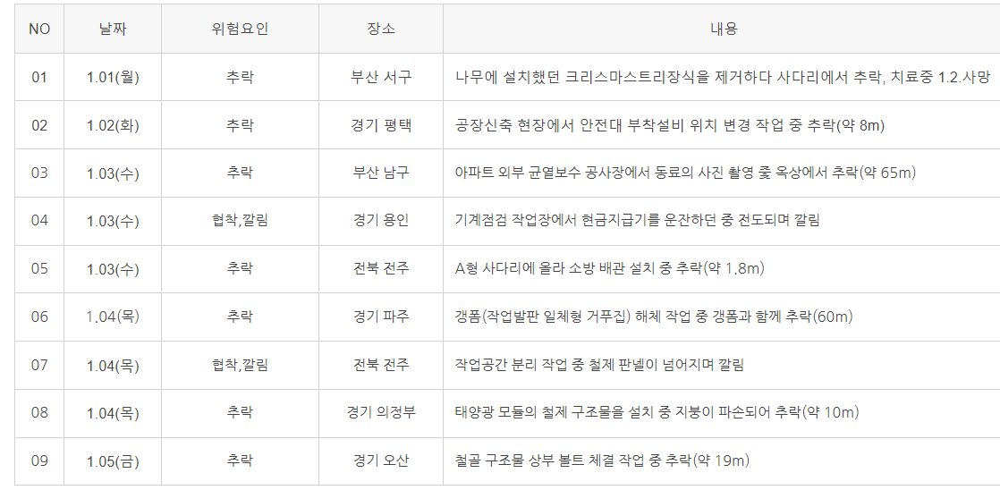 NO 날짜 위험요인 장소 내용
01 1.01(월) 추락 부산 서구 나무에 설치했던 크리스마스트리장식을 제거하다 사다리에서 추락, 치료중 1.2.사망
02 1.02(화) 추락 경기 평택 공장신축 현장에서 안전대 부착설비 위치 변경 작업 중 추락(약 8m)
03 1.03(수) 추락 부산 남구 아파트 외부 균열보수 공사장에서 동료의 사진 촬영 중 옥상에서 추락(약 65m)
04 1.03(수) 협착,깔림 경기 용인 기계점검 작업장에서 현금지급기를 운잔하던 중 전도되며 깔림
05 1.03(수) 추락 전북 전주 A형 사다리에 올라 소방 배관 설치 중 추락(약 1.8m)
06 1.04(목) 추락 경기 파주 갱폼(작업발판 일체형 거푸집) 해체 작업 중 갱폼과 함께 추락(60m)
07 1.04(목) 협착,깔림 전북 전주 작업공간 분리 작업 중 철제 판넬이 넘어지며 깔림
08 1.04(목) 추락 경기 의정부 태양광 모듈의 철제 구조물을 설치 중 지붕이 파손되어 추락(약 10m)
09 1.05(금) 추락 경기 오산 철골 구조물 상부 볼트 체결 작업 중 추락(약 19m)